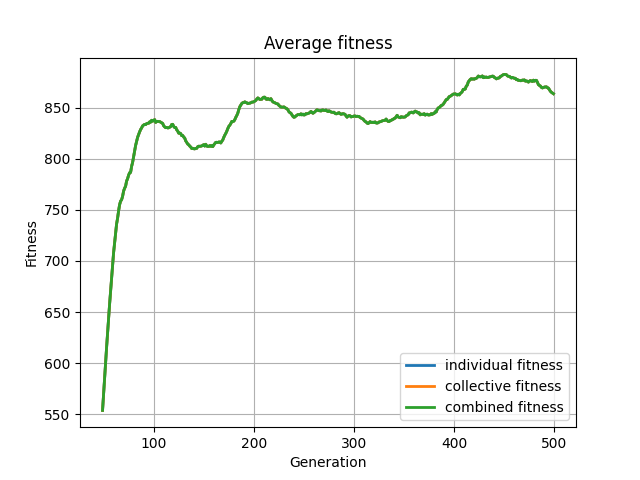 Average fitness
Fitness
850
800
750
700
650
600
550
individual fitness
collective fitness
combined fitness
100 200 300 400 500
Generation